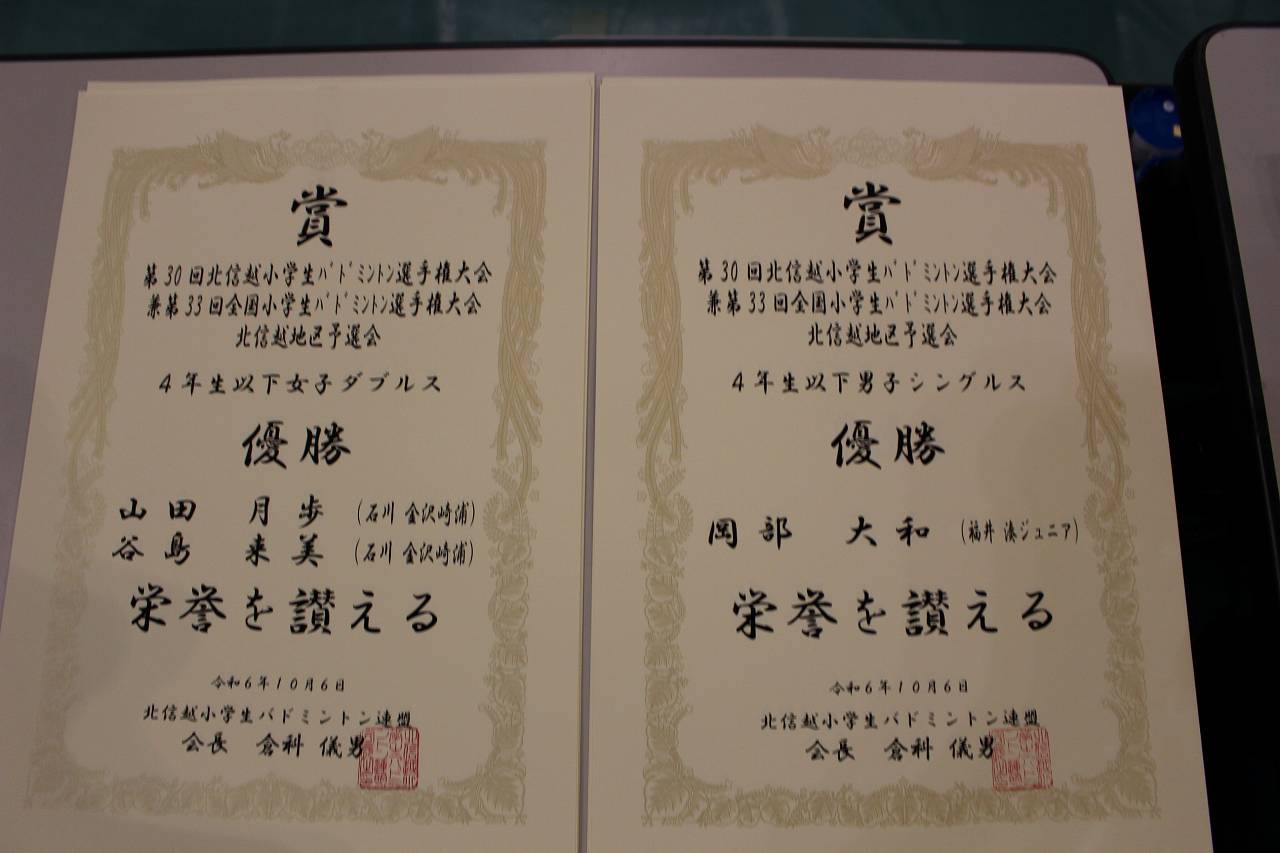 賞
第30回北信越小学生ﾊﾞﾄﾞﾐﾝﾄﾝ選手権大会
兼第33回全国小学生ﾊﾞﾄﾞﾐﾝﾄﾝ選手権大会
北信越地区予選会
4年生以下女子ダブルス
優勝
山田 月歩 (石川 金沢崎浦)
谷島 来美 (石川 金沢崎浦)
栄誉を讃える
令和6年10月6日
北信越小学生バドミントン連盟
会長 倉科 儀男
賞
第30回北信越小学生ﾊﾞﾄﾞﾐﾝﾄﾝ選手権大会
兼第33回全国小学生ﾊﾞﾄﾞﾐﾝﾄﾝ選手権大会
北信越地区予選会
4年生以下男子シングルス
優勝
岡部 大和 (福井 湊ジュニア)
栄誉を讃える
令和6年10月6日
北信越小学生バドミントン連盟
会長 倉科 儀男